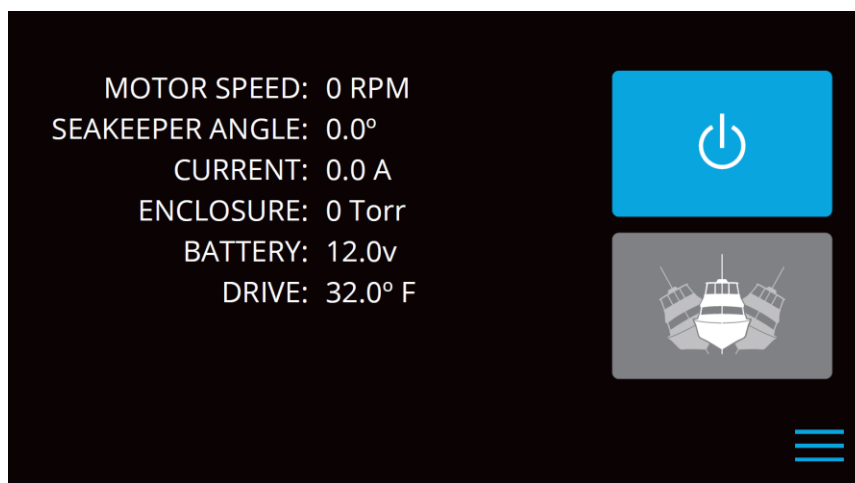 MOTOR SPEED: 0 RPM
SEAKEEPER ANGLE: 0.0º
CURRENT: 0.0 A
ENCLOSURE: 0 Torr
BATTERY: 12.0v
DRIVE: 32.0º F